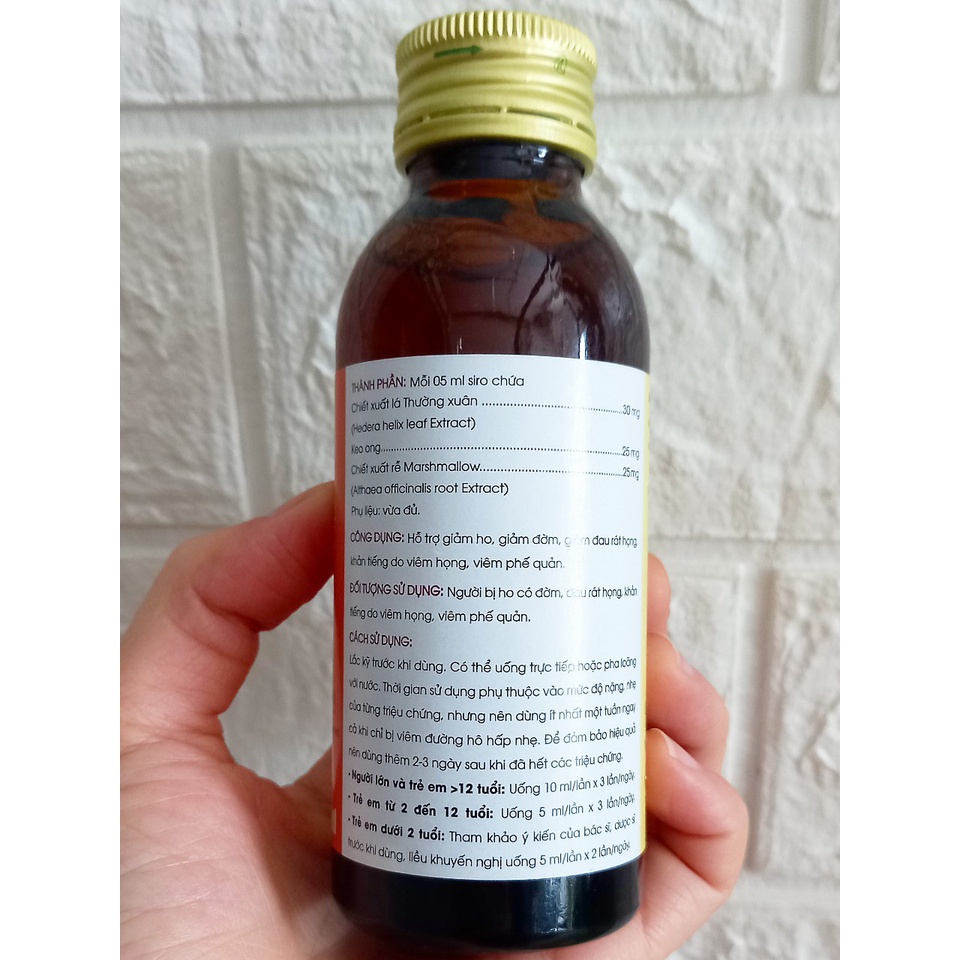 THÀNH PHẦN: Mỗi 05 ml siro chứa
Chiết xuất lá Thường xuân ............................................30 mg
(Hedera helix leaf Extract)
Keo ong...........................................................................25 mg
Chiết xuất rễ Marshmallow............................................25mg
(Althaea officinalis root Extract)
Phụ liệu: vừa đủ.
CÔNG DỤNG: Hỗ trợ giảm ho, giảm đờm, giảm đau rát họng,
khản tiếng do viêm họng, viêm phế quản.
ĐỐI TƯỢNG SỬ DỤNG: Người bị ho có đờm, đau rát họng, khản
tiếng do viêm họng, viêm phế quản.
CÁCH SỬ DỤNG:
Lắc kỹ trước khi dùng. Có thể uống trực tiếp hoặc pha loãng
với nước. Thời gian sử dụng phụ thuộc vào mức độ nặng, nhẹ
của từng triệu chứng, nhưng nên dùng ít nhất một tuần ngay
cả khi chỉ bị viêm đường hô hấp nhẹ. Để đảm bảo hiệu quả
nên dùng thêm 2-3 ngày sau khi đã hết các triệu chứng.
• Người lớn và trẻ em >12 tuổi: Uống 10 ml/lần x 3 lần/ngày.
• Trẻ em từ 2 đến 12 tuổi: Uống 5 ml/lần x 3 lần/ngày.
• Trẻ em dưới 2 tuổi: Tham khảo ý kiến của bác sĩ, dược sĩ
trước khi dùng, liều khuyến nghị uống 5 ml/lần x 2 lần/ngày.